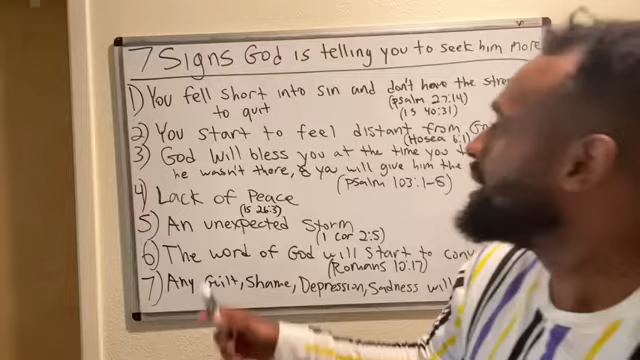 7 Signs God is telling you to seek him more
1) You fell short into sin and don't have the
to quit (psalm 27:14)
(is 40:31)
2) You start to feel distant from
(Hosea 6:1)
3) God will bless you at the time you
he wasn't there, & you will give him the
(psalm 103:1-5)
4) Lack of Peace
(is 26:3)
5) An unexpected Storm
(1 cor 2:5)
6) The word of God will start to
(Romans 10:17)
7) Any Guilt, Shame, Depression, Sadness will